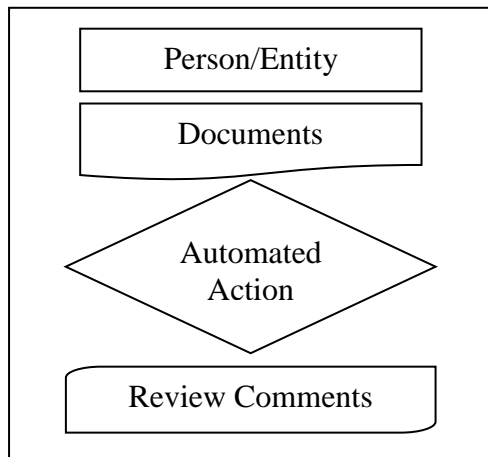 Person/Entity
Documents
Automated
Action
Review Comments